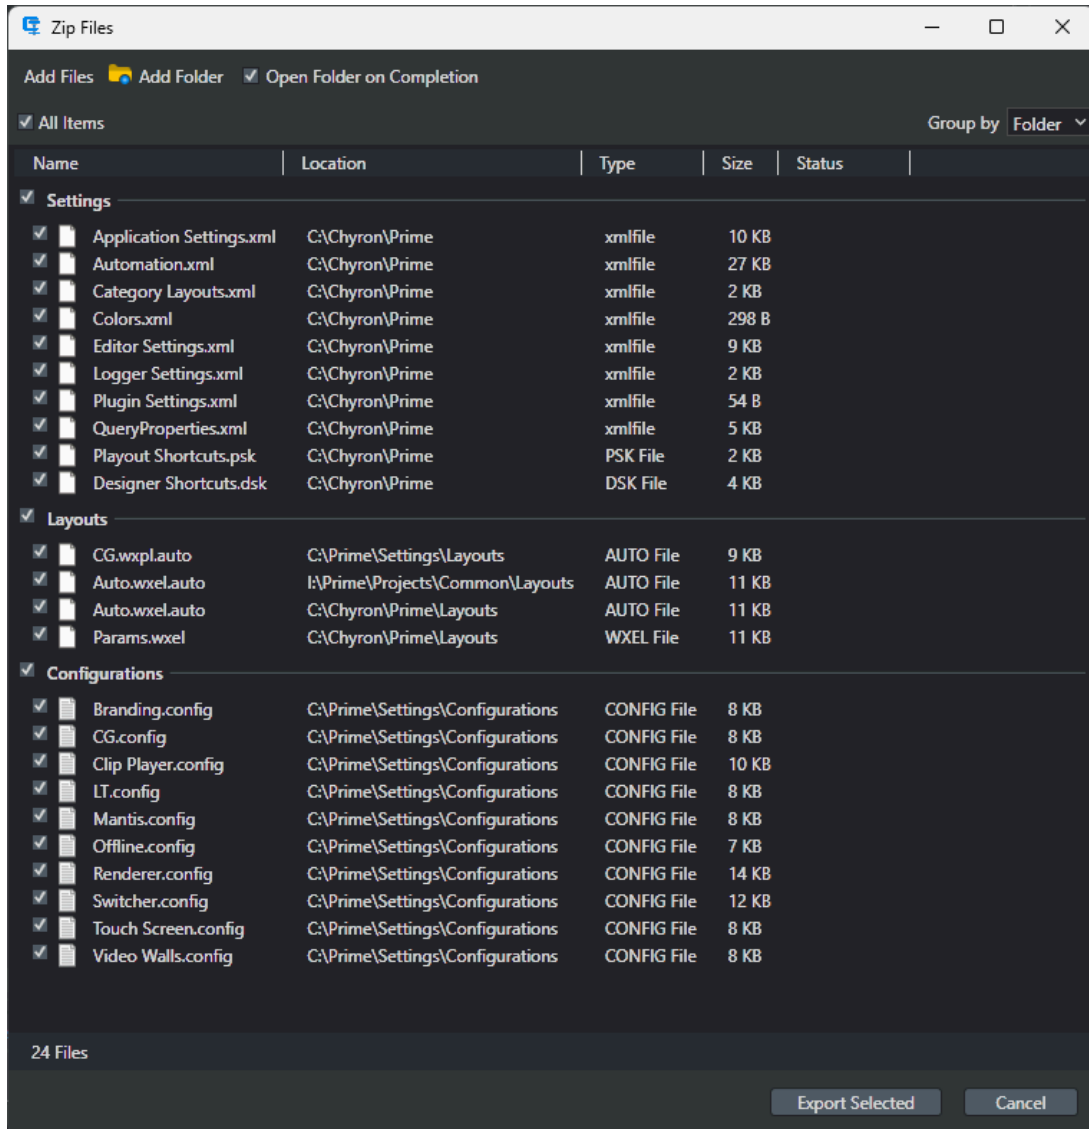 Zip Files
Add Files Add Folder Open Folder on Completion
All Items Group by Folder
Name Location Type Size Status
Settings
Application Settings.xml C:\Chyron\Prime xmlfile 10 KB
Automation.xml C:\Chyron\Prime xmlfile 27 KB
Category Layouts.xml C:\Chyron\Prime xmlfile 2 KB
Colors.xml C:\Chyron\Prime xmlfile 298 B
Editor Settings.xml C:\Chyron\Prime xmlfile 9 KB
Logger Settings.xml C:\Chyron\Prime xmlfile 2 KB
Plugin Settings.xml C:\Chyron\Prime xmlfile 54 B
QueryProperties.xml C:\Chyron\Prime xmlfile 5 KB
Playout Shortcuts.psk C:\Chyron\Prime PSK File 2 KB
Designer Shortcuts.dsk C:\Chyron\Prime DSK File 4 KB
Layouts
CG.wxpl.auto C:\Prime\Settings\Layouts AUTO File 9 KB
Auto.wxel.auto I:\Prime\Projects\Common\Layouts AUTO File 11 KB
Auto.wxel.auto C:\Chyron\Prime\Layouts AUTO File 11 KB
Params.wxel C:\Chyron\Prime\Layouts WXEL File 11 KB
Configurations
Branding.config C:\Prime\Settings\Configurations CONFIG File 8 KB
CG.config C:\Prime\Settings\Configurations CONFIG File 8 KB
Clip Player.config C:\Prime\Settings\Configurations CONFIG File 10 KB
LT.config C:\Prime\Settings\Configurations CONFIG File 8 KB
Mantis.config C:\Prime\Settings\Configurations CONFIG File 8 KB
Offline.config C:\Prime\Settings\Configurations CONFIG File 7 KB
Renderer.config C:\Prime\Settings\Configurations CONFIG File 14 KB
Switcher.config C:\Prime\Settings\Configurations CONFIG File 12 KB
Touch Screen.config C:\Prime\Settings\Configurations CONFIG File 8 KB
Video Walls.config C:\Prime\Settings\Configurations CONFIG File 8 KB
24 Files
Export Selected Cancel